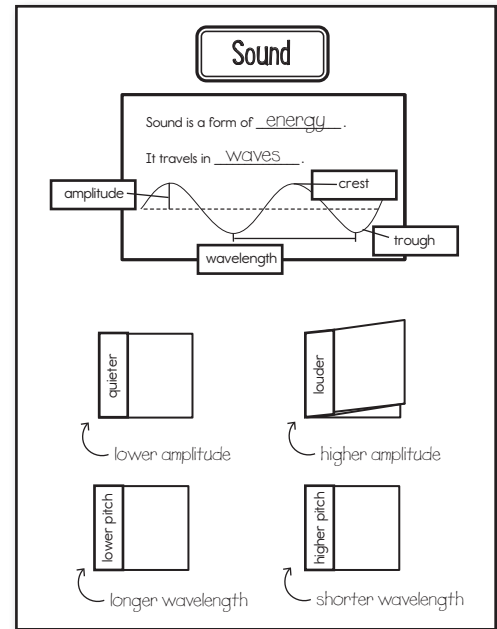 Sound
Sound is a form of energy.
It travels in waves.
amplitude
crest
trough
wavelength
quieter
louder
lower amplitude
higher amplitude
lower pitch
higher pitch
longer wavelength
shorter wavelength